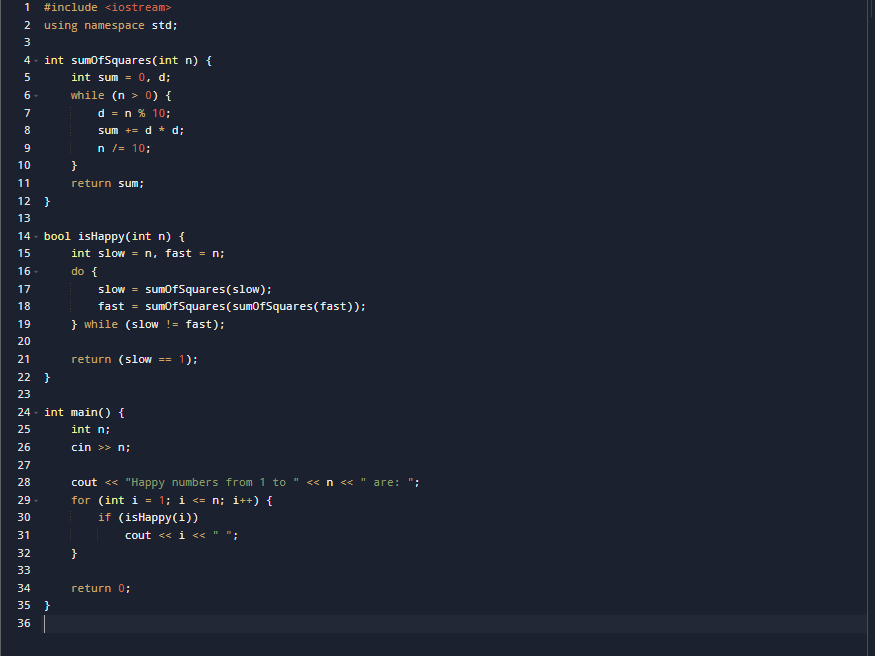 1 #include <iostream>
2 using namespace std;
3
4 int sumOfSquares(int n) {
5     int sum = 0, d;
6     while (n > 0) {
7         d = n % 10;
8         sum += d * d;
9         n /= 10;
10     }
11     return sum;
12 }
13
14 bool isHappy(int n) {
15     int slow = n, fast = n;
16     do {
17         slow = sumOfSquares(slow);
18         fast = sumOfSquares(sumOfSquares(fast));
19     } while (slow != fast);
20
21     return (slow == 1);
22 }
23
24 int main() {
25     int n;
26     cin >> n;
27
28     cout << "Happy numbers from 1 to " << n << " are: ";
29     for (int i = 1; i <= n; i++) {
30         if (isHappy(i))
31             cout << i << " ";
32     }
33
34     return 0;
35 }
36